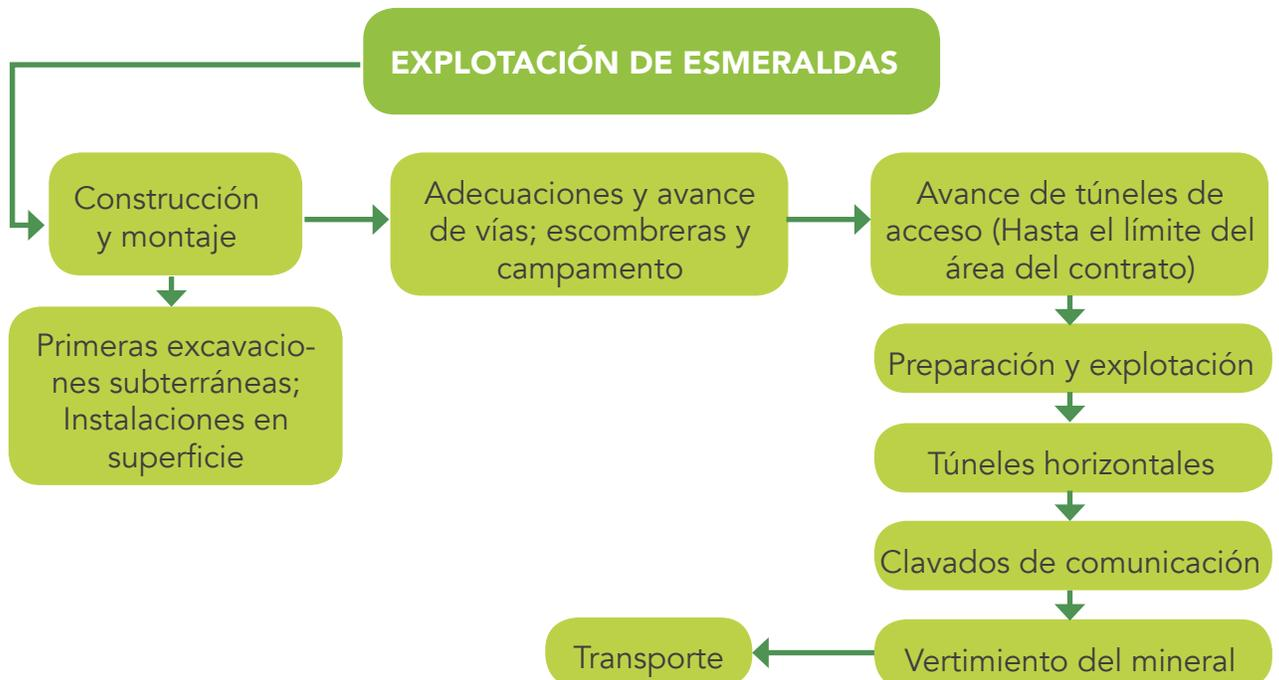 EXPLOTACIÓN DE ESMERALDAS
Construcción
y montaje
Adecuaciones y avance
de vías; escombreras y
campamento
Avance de túneles de
acceso (Hasta el límite del
área del contrato)
Primeras excavacio-
nes subterráneas;
Instalaciones en
superficie
Preparación y explotación
Túneles horizontales
Clavados de comunicación
Vertimiento del mineral
Transporte